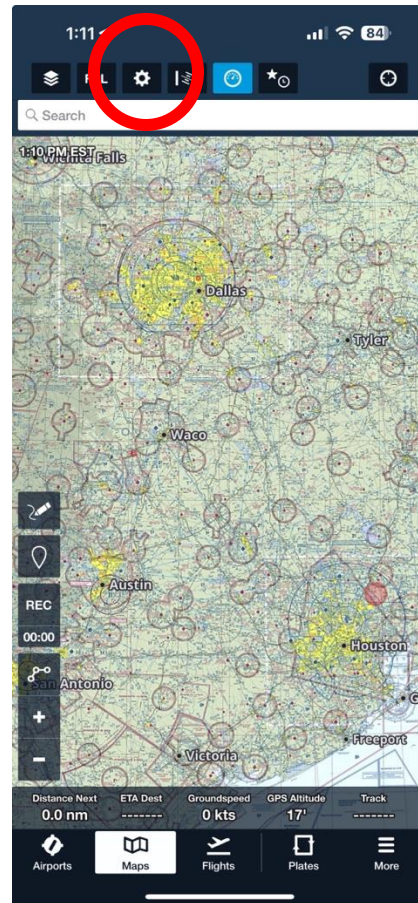 1:11
84
Search
1:10 PM EST
Wichita Falls
Dallas
Tyler
Waco
Austin
Houston
San Antonio
Victoria
Freeport
REC
00:00
+
−
Distance Next ETA Dest Groundspeed GPS Altitude Track
0.0 nm ------- 0 kts 17' -------
Airports Maps Flights Plates More